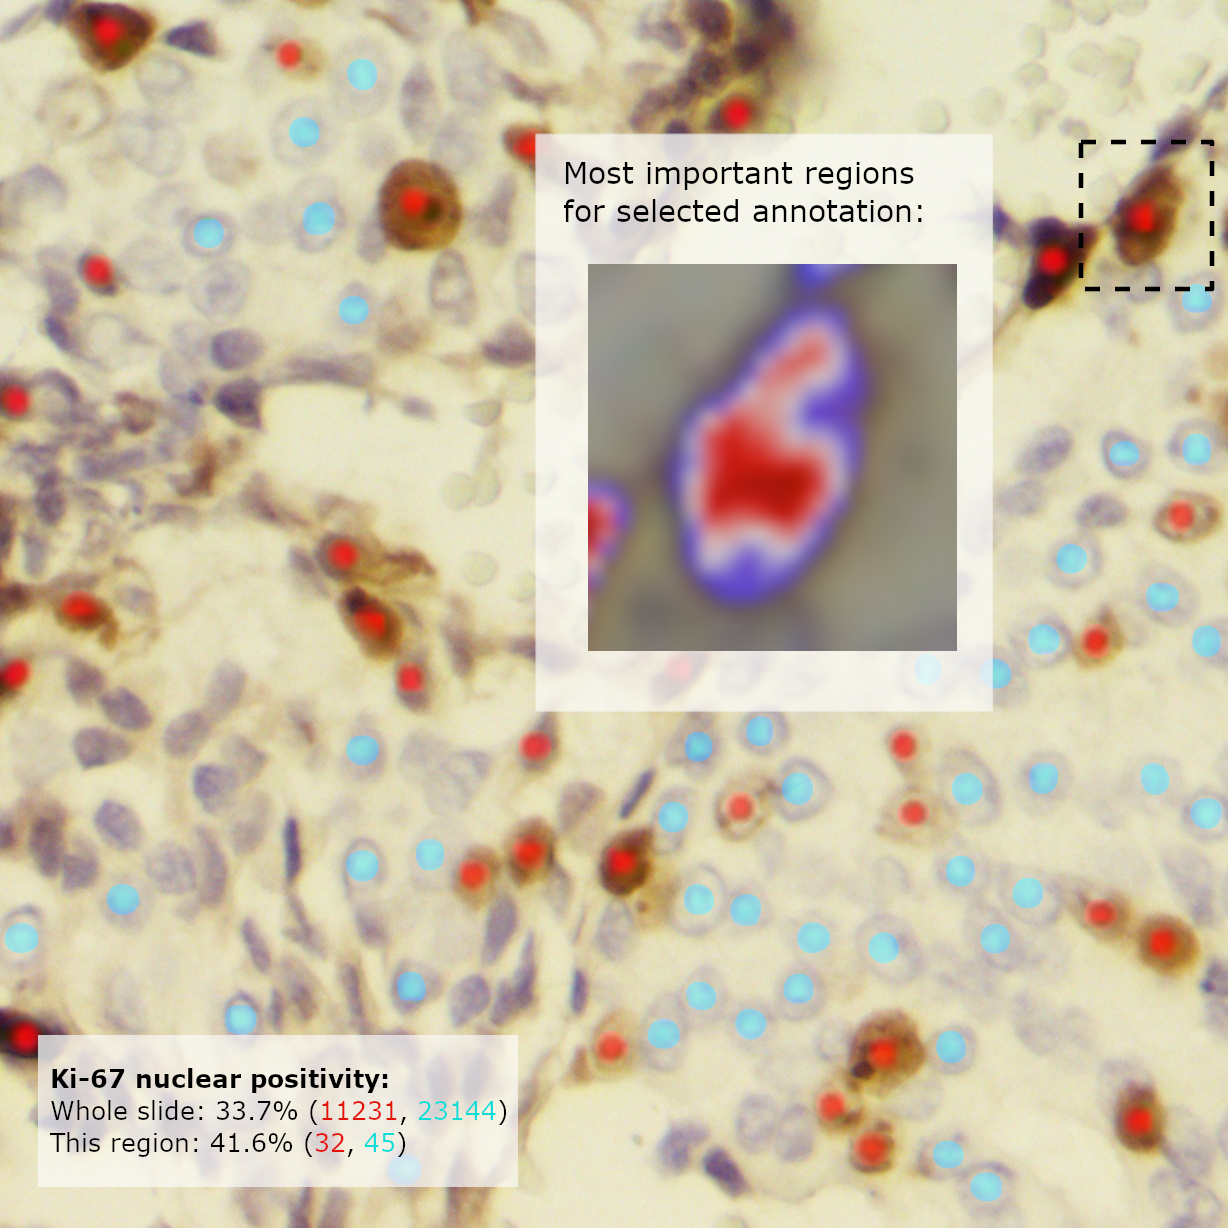 Most important regions
for selected annotation:
Ki-67 nuclear positivity:
Whole slide: 33.7% (11231, 23144)
This region: 41.6% (32, 45)